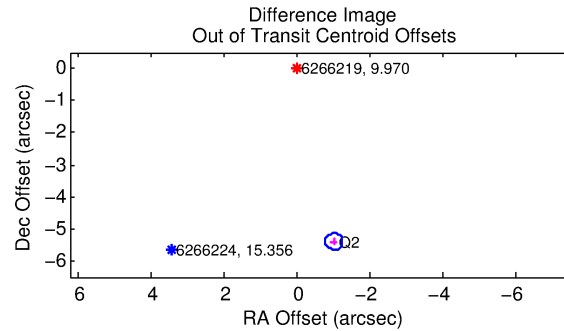 Difference Image
Out of Transit Centroid Offsets
Dec Offset (arcsec)
0
−1
−2
−3
−4
−5
−6
6266219, 9.970
Q2
6266224, 15.356
6 4 2 0 −2 −4 −6
RA Offset (arcsec)